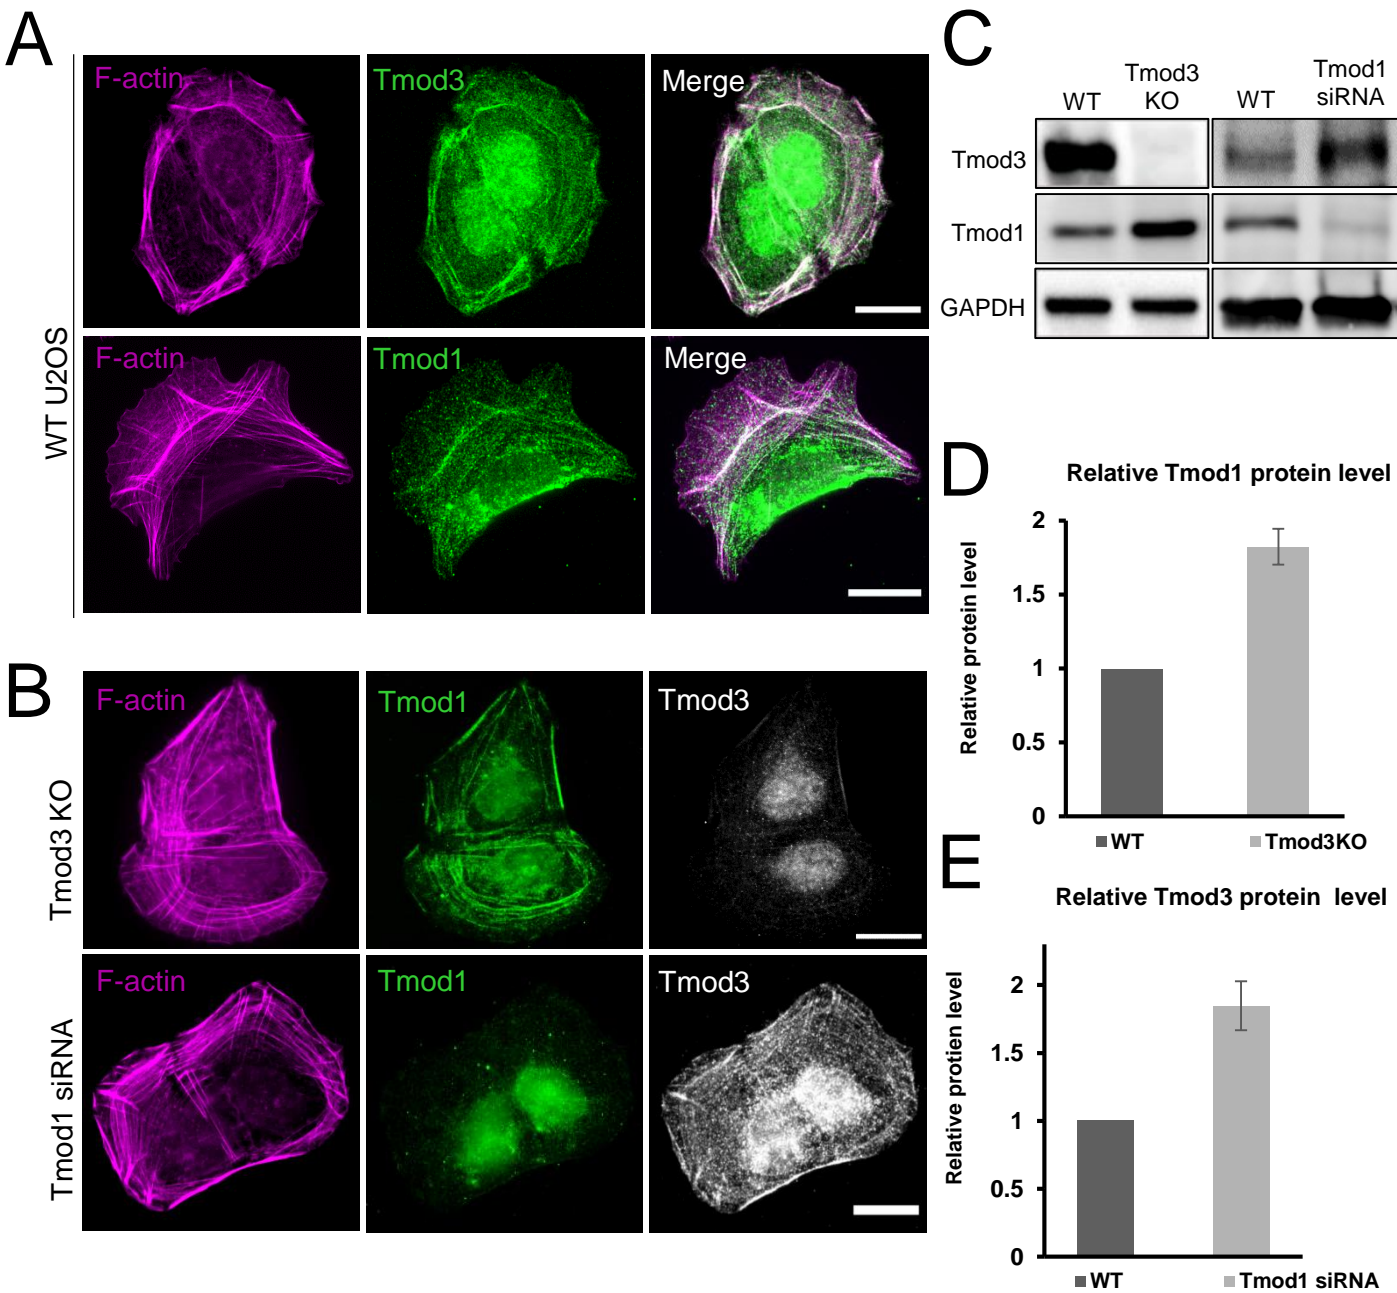 A
F-actin
Tmod3
Merge
F-actin
Tmod1
Merge
WT U2OS
B
F-actin
Tmod1
Tmod3
Tmod3 KO
F-actin
Tmod1
Tmod3
Tmod1 siRNA
C
WT
Tmod3
KO
WT
Tmod1
siRNA
Tmod3
Tmod1
GAPDH
D
Relative Tmod1 protein level
Relative protein level
2
1.5
1
0.5
0
WT
Tmod3KO
E
Relative Tmod3 protein level
Relative protien level
2
1.5
1
0.5
0
WT
Tmod1 siRNA